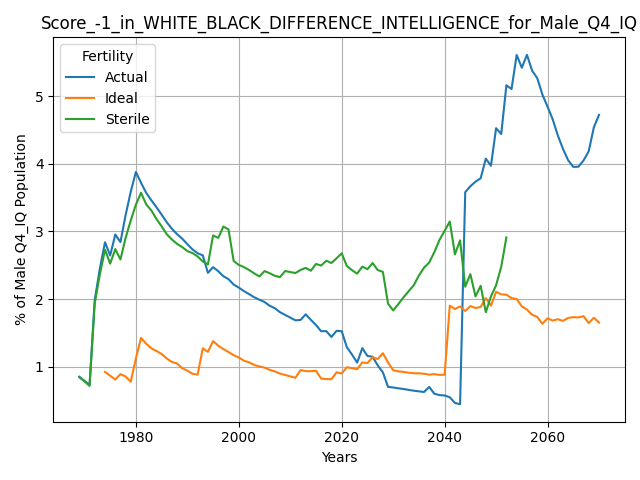 Score_-1_in_WHITE_BLACK_DIFFERENCE_INTELLIGENCE_for_Male_Q4_IQ
Fertility
Actual
Ideal
Sterile
% of Male Q4_IQ Population
5
4
3
2
1
1980
2000
2020
2040
2060
Years